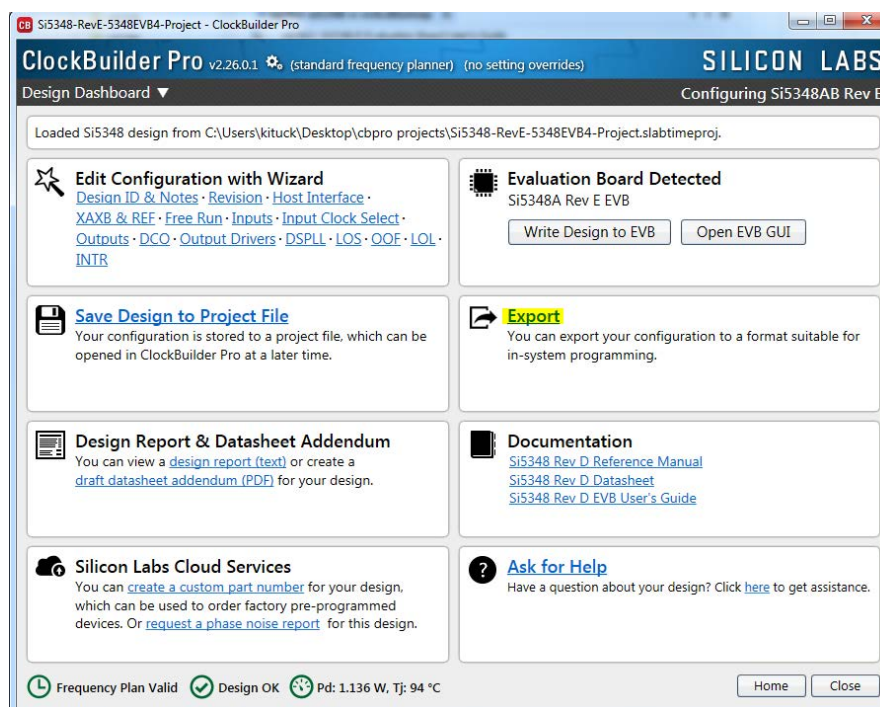 CB Si5348-RevE-5348EVB4-Project - ClockBuilder Pro
ClockBuilder Pro v2.26.0.1 (standard frequency planner) (no setting overrides) SILICON LABS
Design Dashboard ▼ Configuring Si5348AB Rev E
Loaded Si5348 design from C:\Users\kituck\Desktop\cbpro projects\Si5348-RevE-5348EVB4-Project.slabtimeproj.
Edit Configuration with Wizard
Design ID & Notes · Revision · Host Interface ·
XAXB & REF · Free Run · Inputs · Input Clock Select ·
Outputs · DCO · Output Drivers · DSPLL · LOS · OOF · LOL ·
INTR
Evaluation Board Detected
Si5348A Rev E EVB
Write Design to EVB Open EVB GUI
Save Design to Project File
Your configuration is stored to a project file, which can be
opened in ClockBuilder Pro at a later time.
Export
You can export your configuration to a format suitable for
in-system programming.
Design Report & Datasheet Addendum
You can view a design report (text) or create a
draft datasheet addendum (PDF) for your design.
Documentation
Si5348 Rev D Reference Manual
Si5348 Rev D Datasheet
Si5348 Rev D EVB User's Guide
Silicon Labs Cloud Services
You can create a custom part number for your design,
which can be used to order factory pre-programmed
devices. Or request a phase noise report for this design.
? Ask for Help
Have a question about your design? Click here to get assistance.
Frequency Plan Valid Design OK Pd: 1.136 W, Tj: 94 °C Home Close